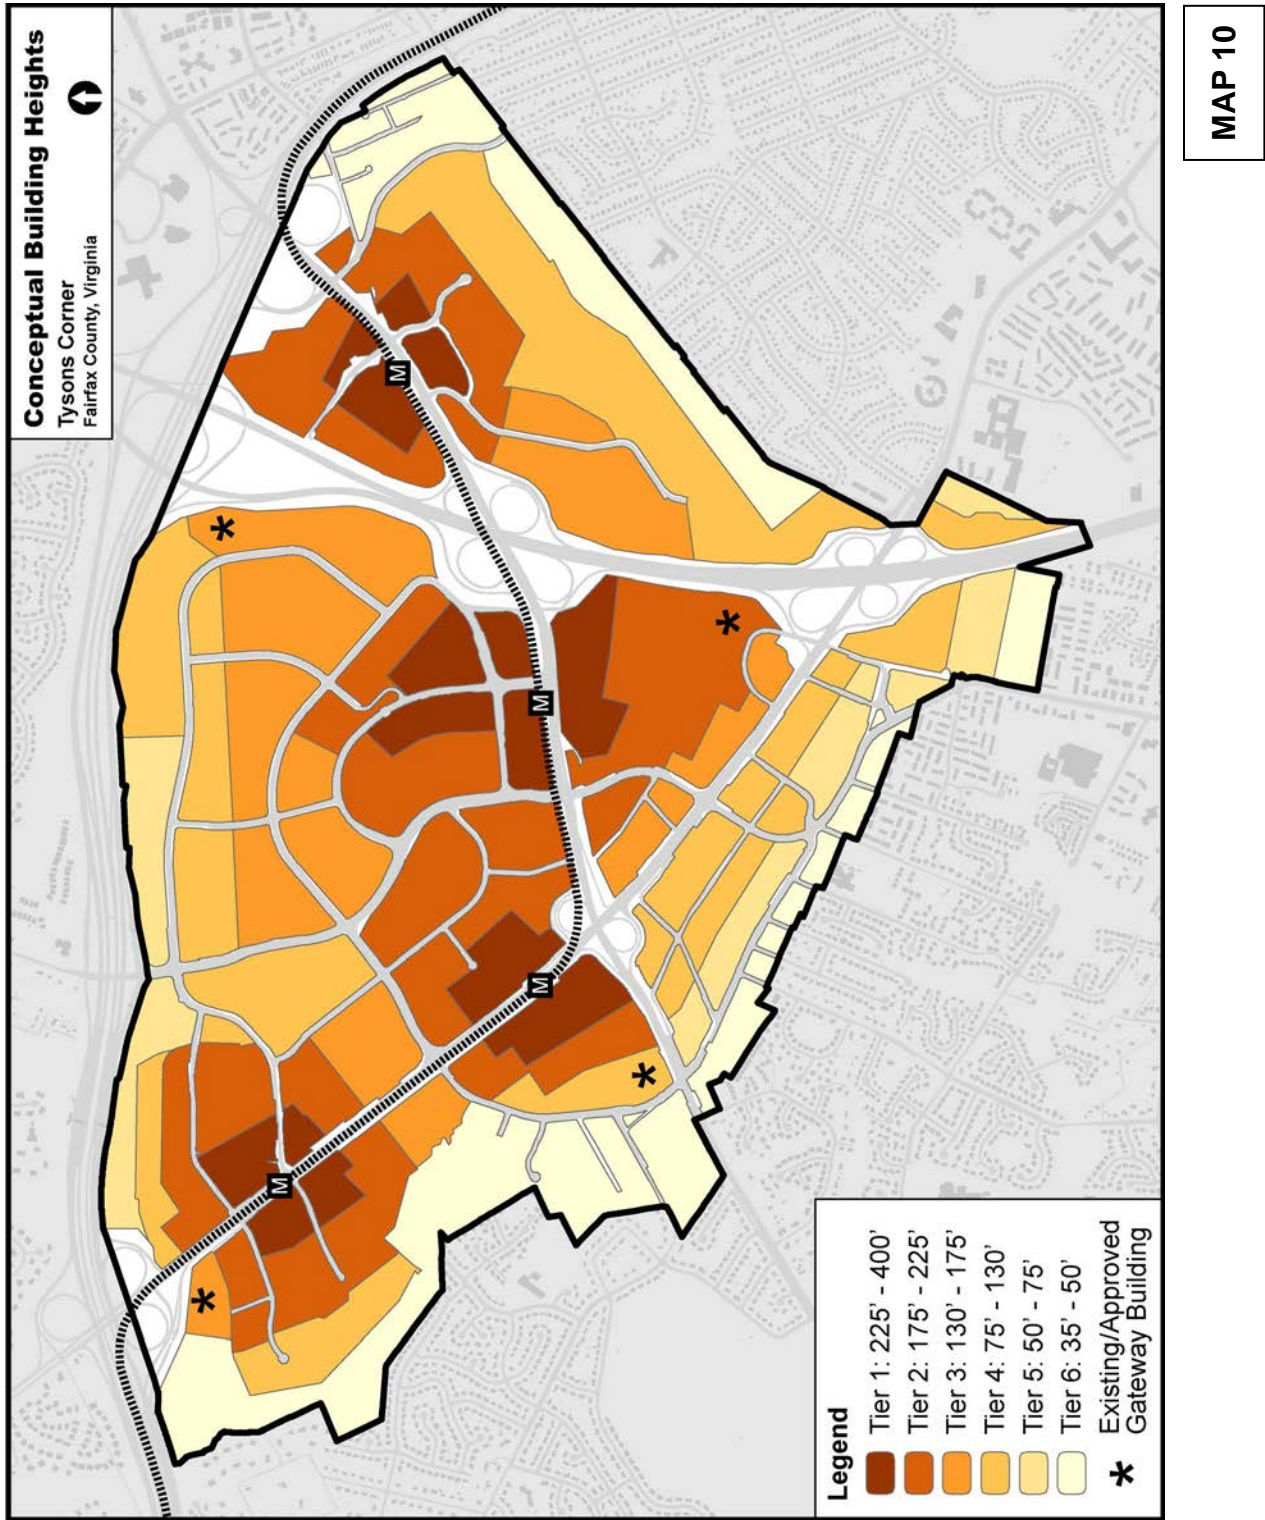 MAP 10
Conceptual Building Heights
Tysons Corner
Fairfax County, Virginia
M
M
M
M
Legend
Tier 1: 225' - 400'
Tier 2: 175' - 225'
Tier 3: 130' - 175'
Tier 4: 75' - 130'
Tier 5: 50' - 75'
Tier 6: 35' - 50'
Existing/Approved
Gateway Building